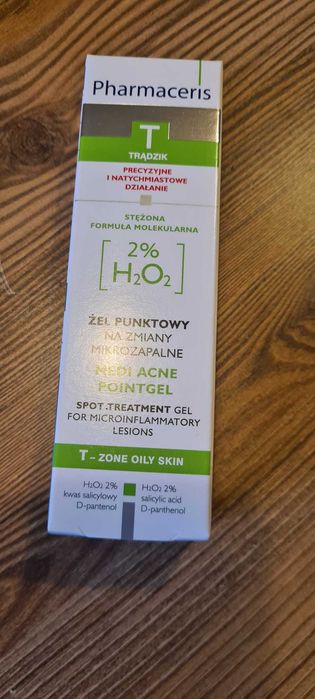 Pharmaceris
T
TRĄDZIK
PRECYZYJNE
I NATYCHMIASTOWE
DZIAŁANIE
STĘŻONA
FORMUŁA MOLEKULARNA
2%
H₂O₂
ŻEL PUNKTOWY
NA ZMIANY
MIKROZAPALNE
MEDI ACNE
POINTGEL
SPOT-TREATMENT GEL
FOR MICROINFLAMMATORY
LESIONS
T – ZONE OILY SKIN
H₂O₂ 2%
kwas salicylowy
D-pantenol
H₂O₂ 2%
salicylic acid
D-panthenol